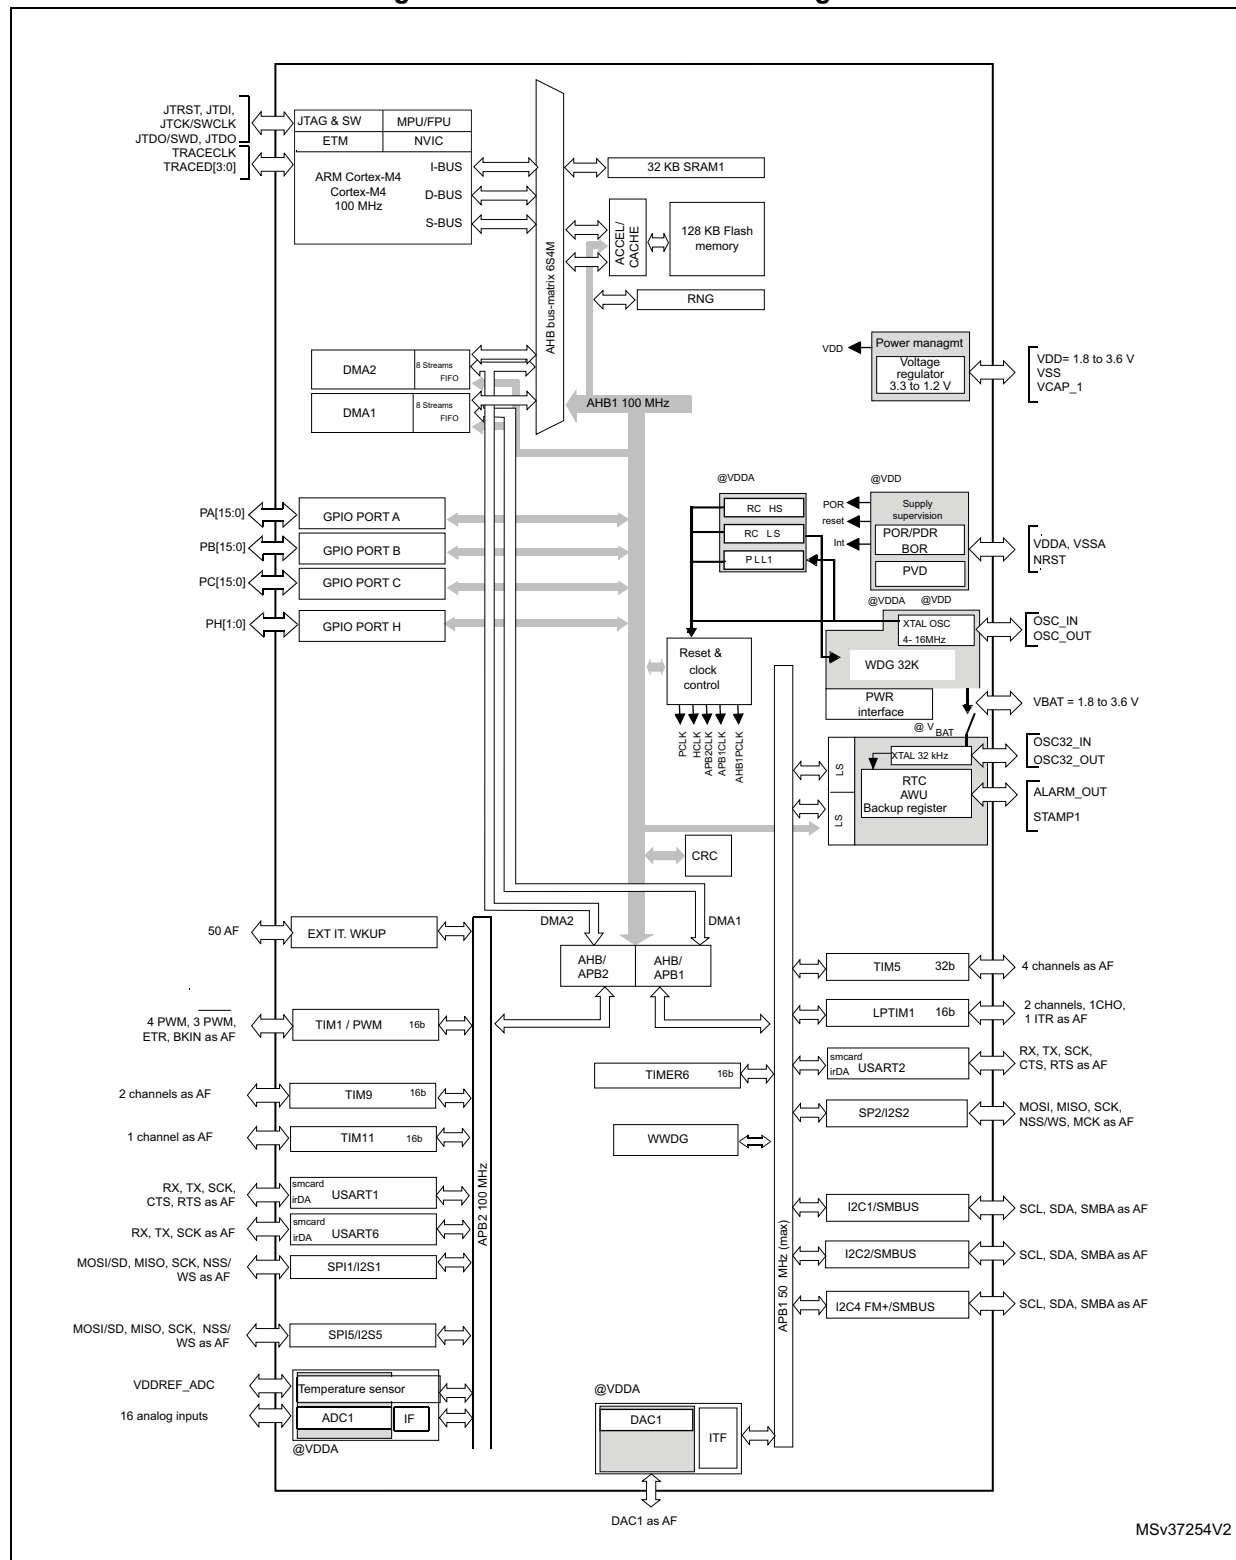 JTRST, JTDI,
JTCK/SWCLK
JTDO/SWD, JTDO
TRACECLK
TRACED[3:0]
JTAG & SW
MPU/FPU
ETM
NVIC
ARM Cortex-M4
Cortex-M4
100 MHz
I-BUS
D-BUS
S-BUS
AHB bus-matrix 6S4M
32 KB SRAM1
ACCEL/
CACHE
128 KB Flash
memory
RNG
DMA2
8 Streams
FIFO
DMA1
8 Streams
FIFO
AHB1 100 MHz
VDD
Power managmt
Voltage
regulator
3.3 to 1.2 V
VDD= 1.8 to 3.6 V
VSS
VCAP_1
@VDDA
RC HS
RC LS
PLL1
@VDD
POR
reset
Int
Supply
supervision
POR/PDR
BOR
PVD
VDDA, VSSA
NRST
PA[15:0]
GPIO PORT A
PB[15:0]
GPIO PORT B
PC[15:0]
GPIO PORT C
PH[1:0]
GPIO PORT H
@VDDA
@VDD
XTAL OSC
4- 16MHz
OSC_IN
OSC_OUT
WDG 32K
PWR
interface
Reset &
clock
control
PCLK
HCLK
APB2CLK
APB1CLK
AHB1PCLK
VBAT = 1.8 to 3.6 V
@ VBAT
LS
LS
XTAL 32 kHz
RTC
AWU
Backup register
OSC32_IN
OSC32_OUT
ALARM_OUT
STAMP1
CRC
DMA2
DMA1
AHB/
APB2
AHB/
APB1
50 AF
EXT IT. WKUP
4 PWM, 3 PWM,
ETR, BKIN as AF
TIM1 / PWM
16b
2 channels as AF
TIM9
16b
1 channel as AF
TIM11
16b
RX, TX, SCK,
CTS, RTS as AF
smcard
irDA
USART1
RX, TX, SCK as AF
smcard
irDA
USART6
MOSI/SD, MISO, SCK, NSS/
WS as AF
SPI1/I2S1
MOSI/SD, MISO, SCK, NSS/
WS as AF
SPI5/I2S5
VDDREF_ADC
Temperature sensor
16 analog inputs
ADC1
IF
@VDDA
APB2 100 MHz
TIMER6
16b
WWDG
APB1 50 MHz (max)
TIM5
32b
4 channels as AF
LPTIM1
16b
2 channels, 1CHO,
1 ITR as AF
smcard
irDA
USART2
RX, TX, SCK,
CTS, RTS as AF
SP2/I2S2
MOSI, MISO, SCK,
NSS/WS, MCK as AF
I2C1/SMBUS
SCL, SDA, SMBA as AF
I2C2/SMBUS
SCL, SDA, SMBA as AF
I2C4 FM+/SMBUS
SCL, SDA, SMBA as AF
@VDDA
DAC1
ITF
DAC1 as AF
MSv37254V2